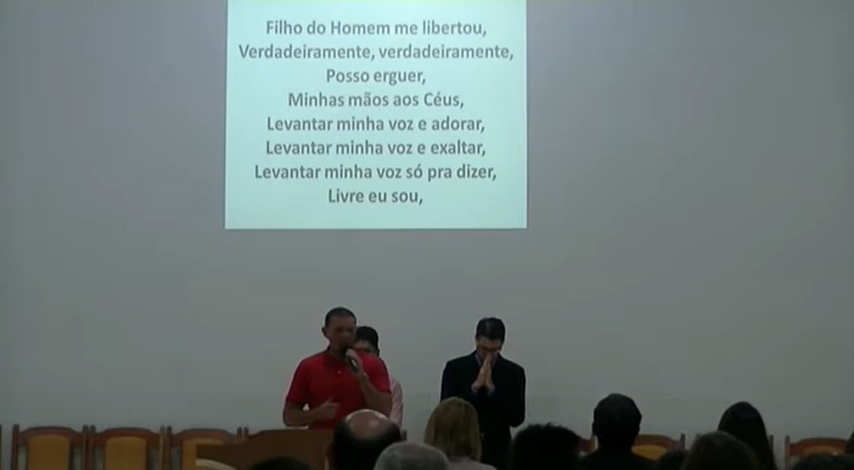 Filho do Homem me libertou,
Verdadeiramente, verdadeiramente,
Posso erguer,
Minhas mãos aos Céus,
Levantar minha voz e adorar,
Levantar minha voz e exaltar,
Levantar minha voz só pra dizer,
Livre eu sou,